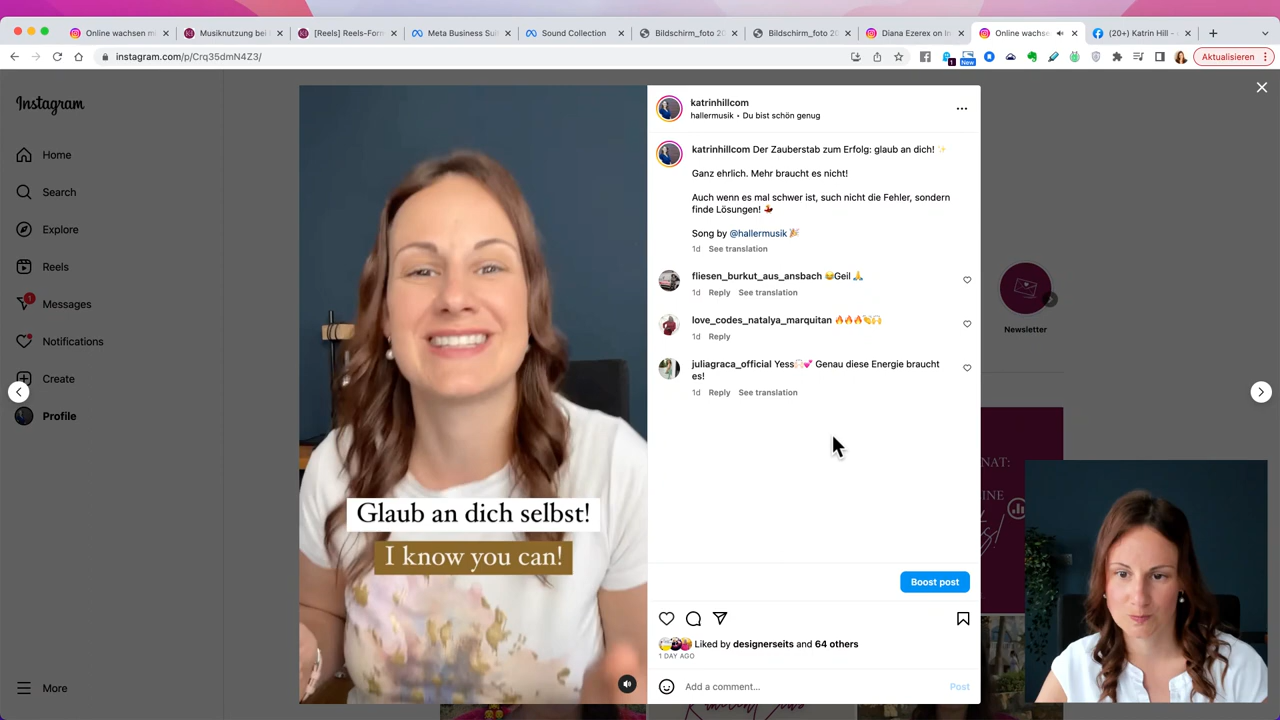 Online wachsen m
Musiknutzung bei
[Reels] Reels-Form
Meta Business Sui
Sound Collection
Bildschirm_foto 20
Bildschirm_foto 20
Diana Ezerex on In
Online wachse
(20+) Katrin Hill -
instagram.com/p/Crq35dmN4Z3/
1
New
Aktualisieren
Instagram
Home
Search
Explore
Reels
1
Messages
Notifications
Create
Profile
More
Glaub an dich selbst!
I know you can!
katrinhillcom
hallermusik • Du bist schön genug
katrinhillcom Der Zauberstab zum Erfolg: glaub an dich! ✨
Ganz ehrlich. Mehr braucht es nicht!
Auch wenn es mal schwer ist, such nicht die Fehler, sondern
finde Lösungen! 💃
Song by @hallermusik 🎉
1d See translation
fliesen_burkut_aus_ansbach 😂Geil 🙏
1d Reply See translation
love_codes_natalya_marquitan 🔥🔥🔥👏🙌
1d Reply
juliagraca_official Yess🙌🏻💕 Genau diese Energie braucht
es!
1d Reply See translation
Boost post
Liked by designerseits and 64 others
1 DAY AGO
Add a comment...
Post
Newsletter
NAT:
INE